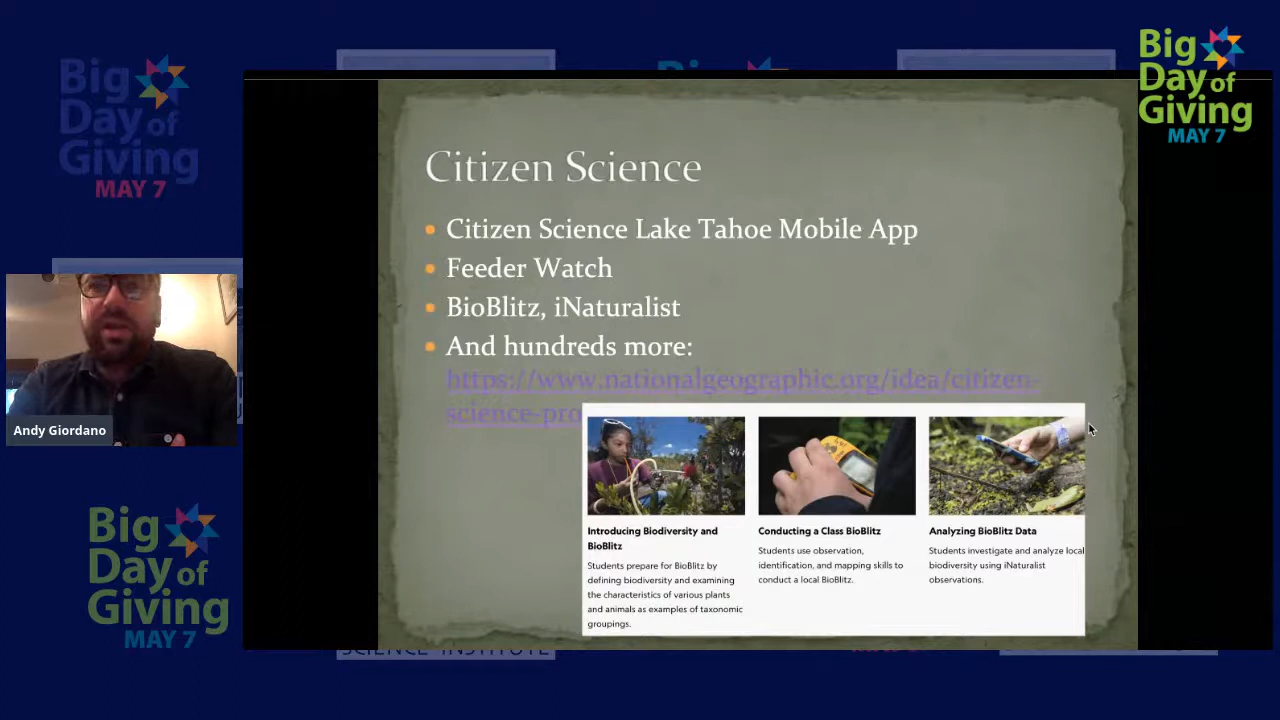 Big
Day of
Giving
MAY 7
Big
Day of
Giving
MAY 7
Citizen Science
Citizen Science Lake Tahoe Mobile App
Feeder Watch
BioBlitz, iNaturalist
And hundreds more:
https://www.nationalgeographic.org/idea/citizen-
science-pro
Introducing Biodiversity and
BioBlitz
Students prepare for BioBlitz by
defining biodiversity and examining
the characteristics of various plants
and animals as examples of taxonomic
groupings.
Conducting a Class BioBlitz
Students use observation,
identification, and mapping skills to
conduct a local BioBlitz.
Analyzing BioBlitz Data
Students investigate and analyze local
biodiversity using iNaturalist
observations.
Andy Giordano
Big
Day of
Giving
MAY 7
SCIENCE INSTITUTE